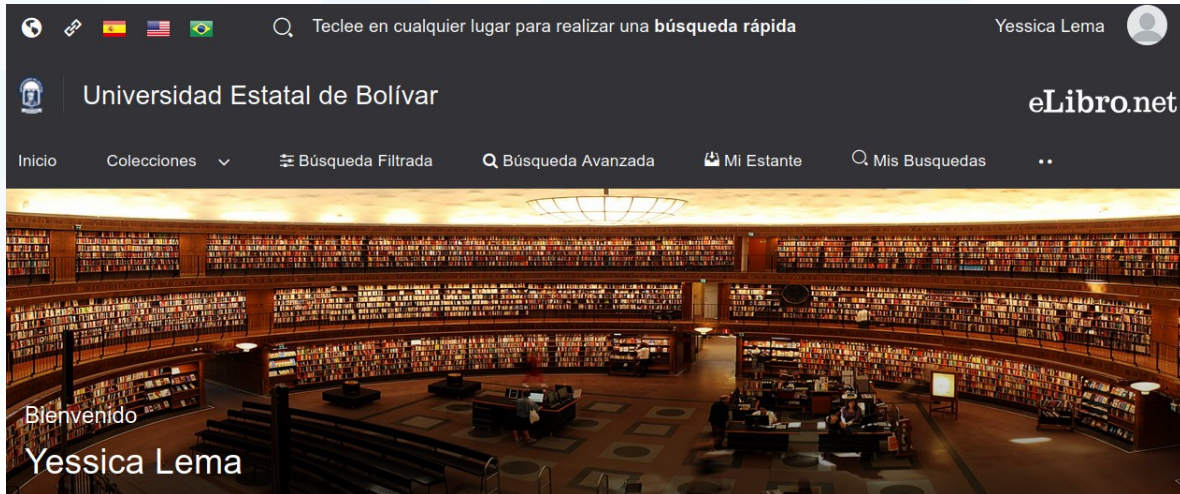 Teclee en cualquier lugar para realizar una búsqueda rápida
Yessica Lema
Universidad Estatal de Bolívar
eLibro.net
Inicio
Colecciones
Búsqueda Filtrada
Búsqueda Avanzada
Mi Estante
Mis Busquedas
Bienvenido
Yessica Lema